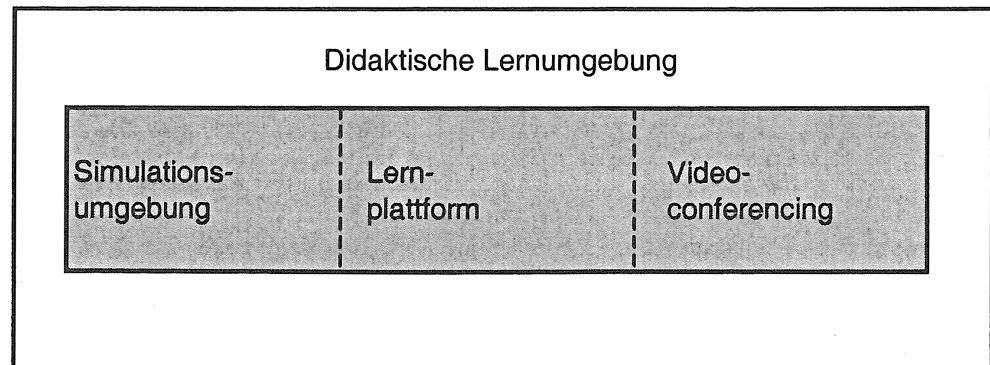 Didaktische Lernumgebung
Simulations-
umgebung
Lern-
plattform
Video-
conferencing